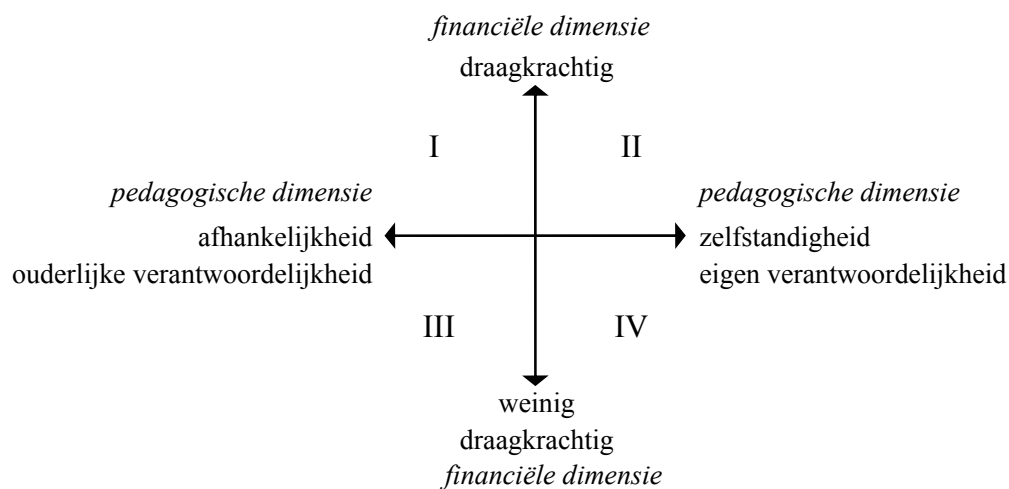 financiële dimensie
draagkrachtig
I
II
pedagogische dimensie
afhankelijkheid
ouderlijke verantwoordelijkheid
pedagogische dimensie
zelfstandigheid
eigen verantwoordelijkheid
III
IV
weinig
draagkrachtig
financiële dimensie